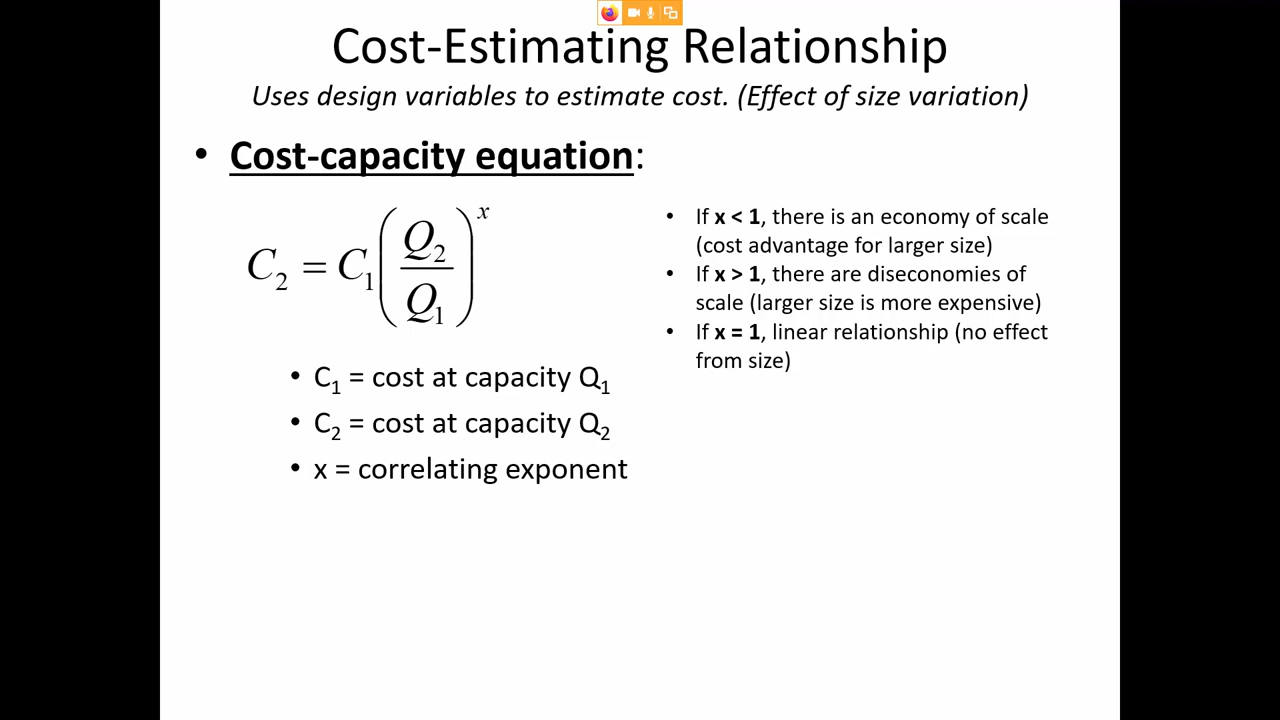 Cost-Estimating Relationship
Uses design variables to estimate cost. (Effect of size variation)
• Cost-capacity equation:
C₂ = C₁(Q₂/Q₁)ˣ
• C₁ = cost at capacity Q₁
• C₂ = cost at capacity Q₂
• x = correlating exponent
• If x < 1, there is an economy of scale
(cost advantage for larger size)
• If x > 1, there are diseconomies of
scale (larger size is more expensive)
• If x = 1, linear relationship (no effect
from size)